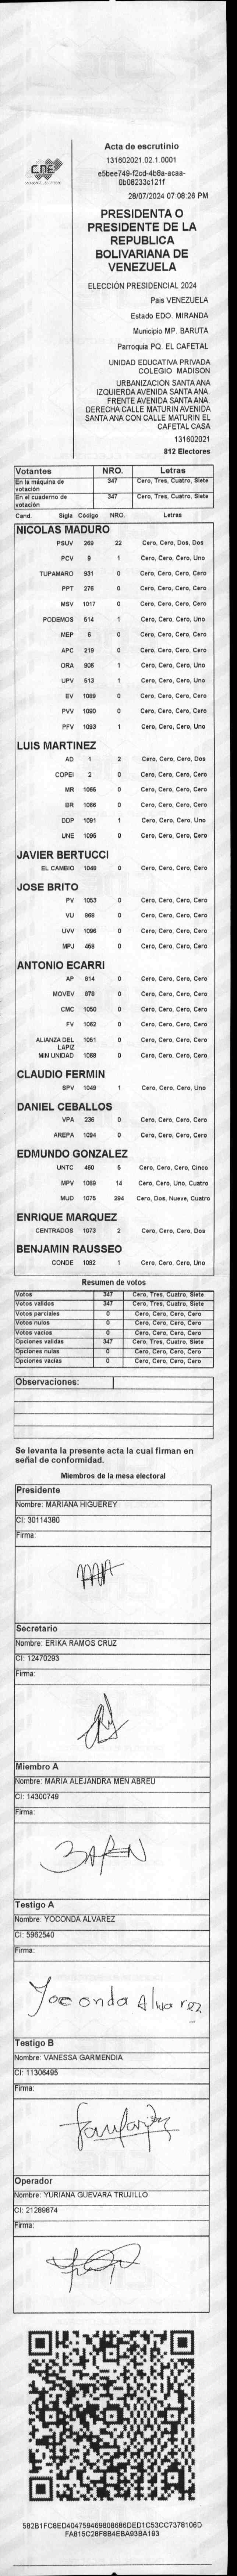 CNE
Acta de escrutinio
131602021.02.1.0001
e5bee749-f2cd-4b8a-acaa-
0b08233c121f
28/07/2024 07:08:26 PM
PRESIDENTA O
PRESIDENTE DE LA
REPUBLICA
BOLIVARIANA DE
VENEZUELA
ELECCIÓN PRESIDENCIAL 2024
Pais VENEZUELA
Estado EDO. MIRANDA
Municipio MP. BARUTA
Parroquia PQ. EL CAFETAL
UNIDAD EDUCATIVA PRIVADA
COLEGIO MADISON
URBANIZACION SANTA ANA
IZQUIERDA AVENIDA SANTA ANA.
FRENTE AVENIDA SANTA ANA.
DERECHA CALLE MATURIN AVENIDA
SANTA ANA CON CALLE MATURIN EL
CAFETAL CASA
131602021
812 Electores
Votantes NRO. Letras
En la máquina de votación 347 Cero, Tres, Cuatro, Siete
En el cuaderno de votación 347 Cero, Tres, Cuatro, Siete
Cand. Sigla Código NRO. Letras
NICOLAS MADURO
PSUV 269 22 Cero, Cero, Dos, Dos
PCV 9 1 Cero, Cero, Cero, Uno
TUPAMARO 931 0 Cero, Cero, Cero, Cero
PPT 276 0 Cero, Cero, Cero, Cero
MSV 1017 0 Cero, Cero, Cero, Cero
PODEMOS 514 1 Cero, Cero, Cero, Uno
MEP 6 0 Cero, Cero, Cero, Cero
APC 219 0 Cero, Cero, Cero, Cero
ORA 906 1 Cero, Cero, Cero, Uno
UPV 513 1 Cero, Cero, Cero, Uno
EV 1089 0 Cero, Cero, Cero, Cero
PVV 1090 0 Cero, Cero, Cero, Cero
PFV 1093 1 Cero, Cero, Cero, Uno
LUIS MARTINEZ
AD 1 2 Cero, Cero, Cero, Dos
COPEI 2 0 Cero, Cero, Cero, Cero
MR 1065 0 Cero, Cero, Cero, Cero
BR 1066 0 Cero, Cero, Cero, Cero
DDP 1091 1 Cero, Cero, Cero, Uno
UNE 1095 0 Cero, Cero, Cero, Cero
JAVIER BERTUCCI
EL CAMBIO 1048 0 Cero, Cero, Cero, Cero
JOSE BRITO
PV 1053 0 Cero, Cero, Cero, Cero
VU 868 0 Cero, Cero, Cero, Cero
UVV 1096 0 Cero, Cero, Cero, Cero
MPJ 458 0 Cero, Cero, Cero, Cero
ANTONIO ECARRI
AP 814 0 Cero, Cero, Cero, Cero
MOVEV 878 0 Cero, Cero, Cero, Cero
CMC 1050 0 Cero, Cero, Cero, Cero
FV 1062 0 Cero, Cero, Cero, Cero
ALIANZA DEL LAPIZ 1051 0 Cero, Cero, Cero, Cero
MIN UNIDAD 1068 0 Cero, Cero, Cero, Cero
CLAUDIO FERMIN
SPV 1049 1 Cero, Cero, Cero, Uno
DANIEL CEBALLOS
VPA 236 0 Cero, Cero, Cero, Cero
AREPA 1094 0 Cero, Cero, Cero, Cero
EDMUNDO GONZALEZ
UNTC 460 5 Cero, Cero, Cero, Cinco
MPV 1069 14 Cero, Cero, Uno, Cuatro
MUD 1075 294 Cero, Dos, Nueve, Cuatro
ENRIQUE MARQUEZ
CENTRADOS 1073 2 Cero, Cero, Cero, Dos
BENJAMIN RAUSSEO
CONDE 1092 1 Cero, Cero, Cero, Uno
Resumen de votos
Votos 347 Cero, Tres, Cuatro, Siete
Votos validos 347 Cero, Tres, Cuatro, Siete
Votos parciales 0 Cero, Cero, Cero, Cero
Votos nulos 0 Cero, Cero, Cero, Cero
Votos vacios 0 Cero, Cero, Cero, Cero
Opciones validas 347 Cero, Tres, Cuatro, Siete
Opciones nulas 0 Cero, Cero, Cero, Cero
Opciones vacias 0 Cero, Cero, Cero, Cero
Observaciones:
Se levanta la presente acta la cual firman en
señal de conformidad.
Miembros de la mesa electoral
Presidente
Nombre: MARIANA HIGUEREY
CI: 30114380
Firma:
Secretario
Nombre: ERIKA RAMOS CRUZ
CI: 12470293
Firma:
Miembro A
Nombre: MARIA ALEJANDRA MEN ABREU
CI: 14300749
Firma:
Testigo A
Nombre: YOCONDA ALVAREZ
CI: 5962540
Firma:
Yoconda Alvarez
Testigo B
Nombre: VANESSA GARMENDIA
CI: 11306495
Firma:
Operador
Nombre: YURIANA GUEVARA TRUJILLO
CI: 21289874
Firma:
582B1FC8ED404759469808686DED1C53CC7378106D
FA815C28F8B4EBA93BA193